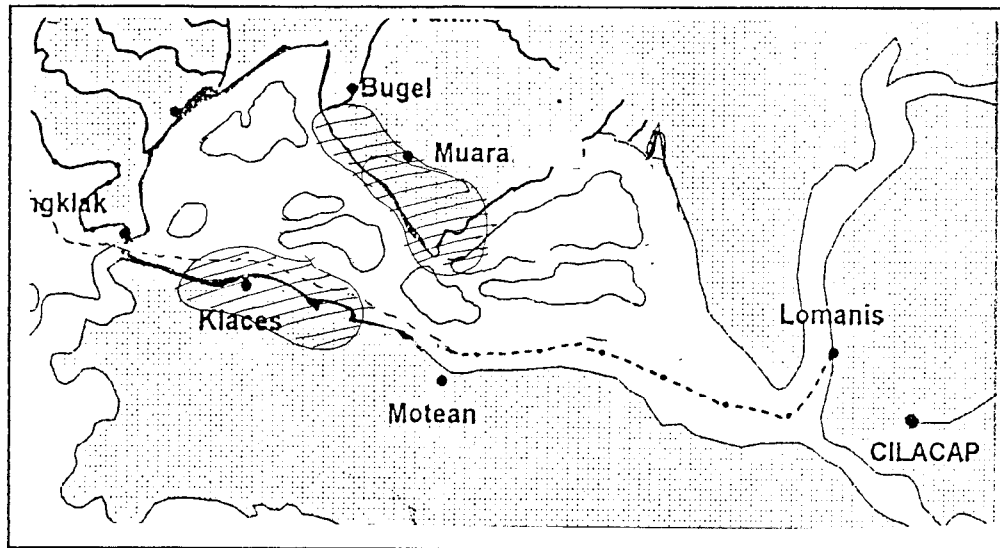 Bugel
Muara
ngklak
Klaces
Lomanis
Motean
CILACAP